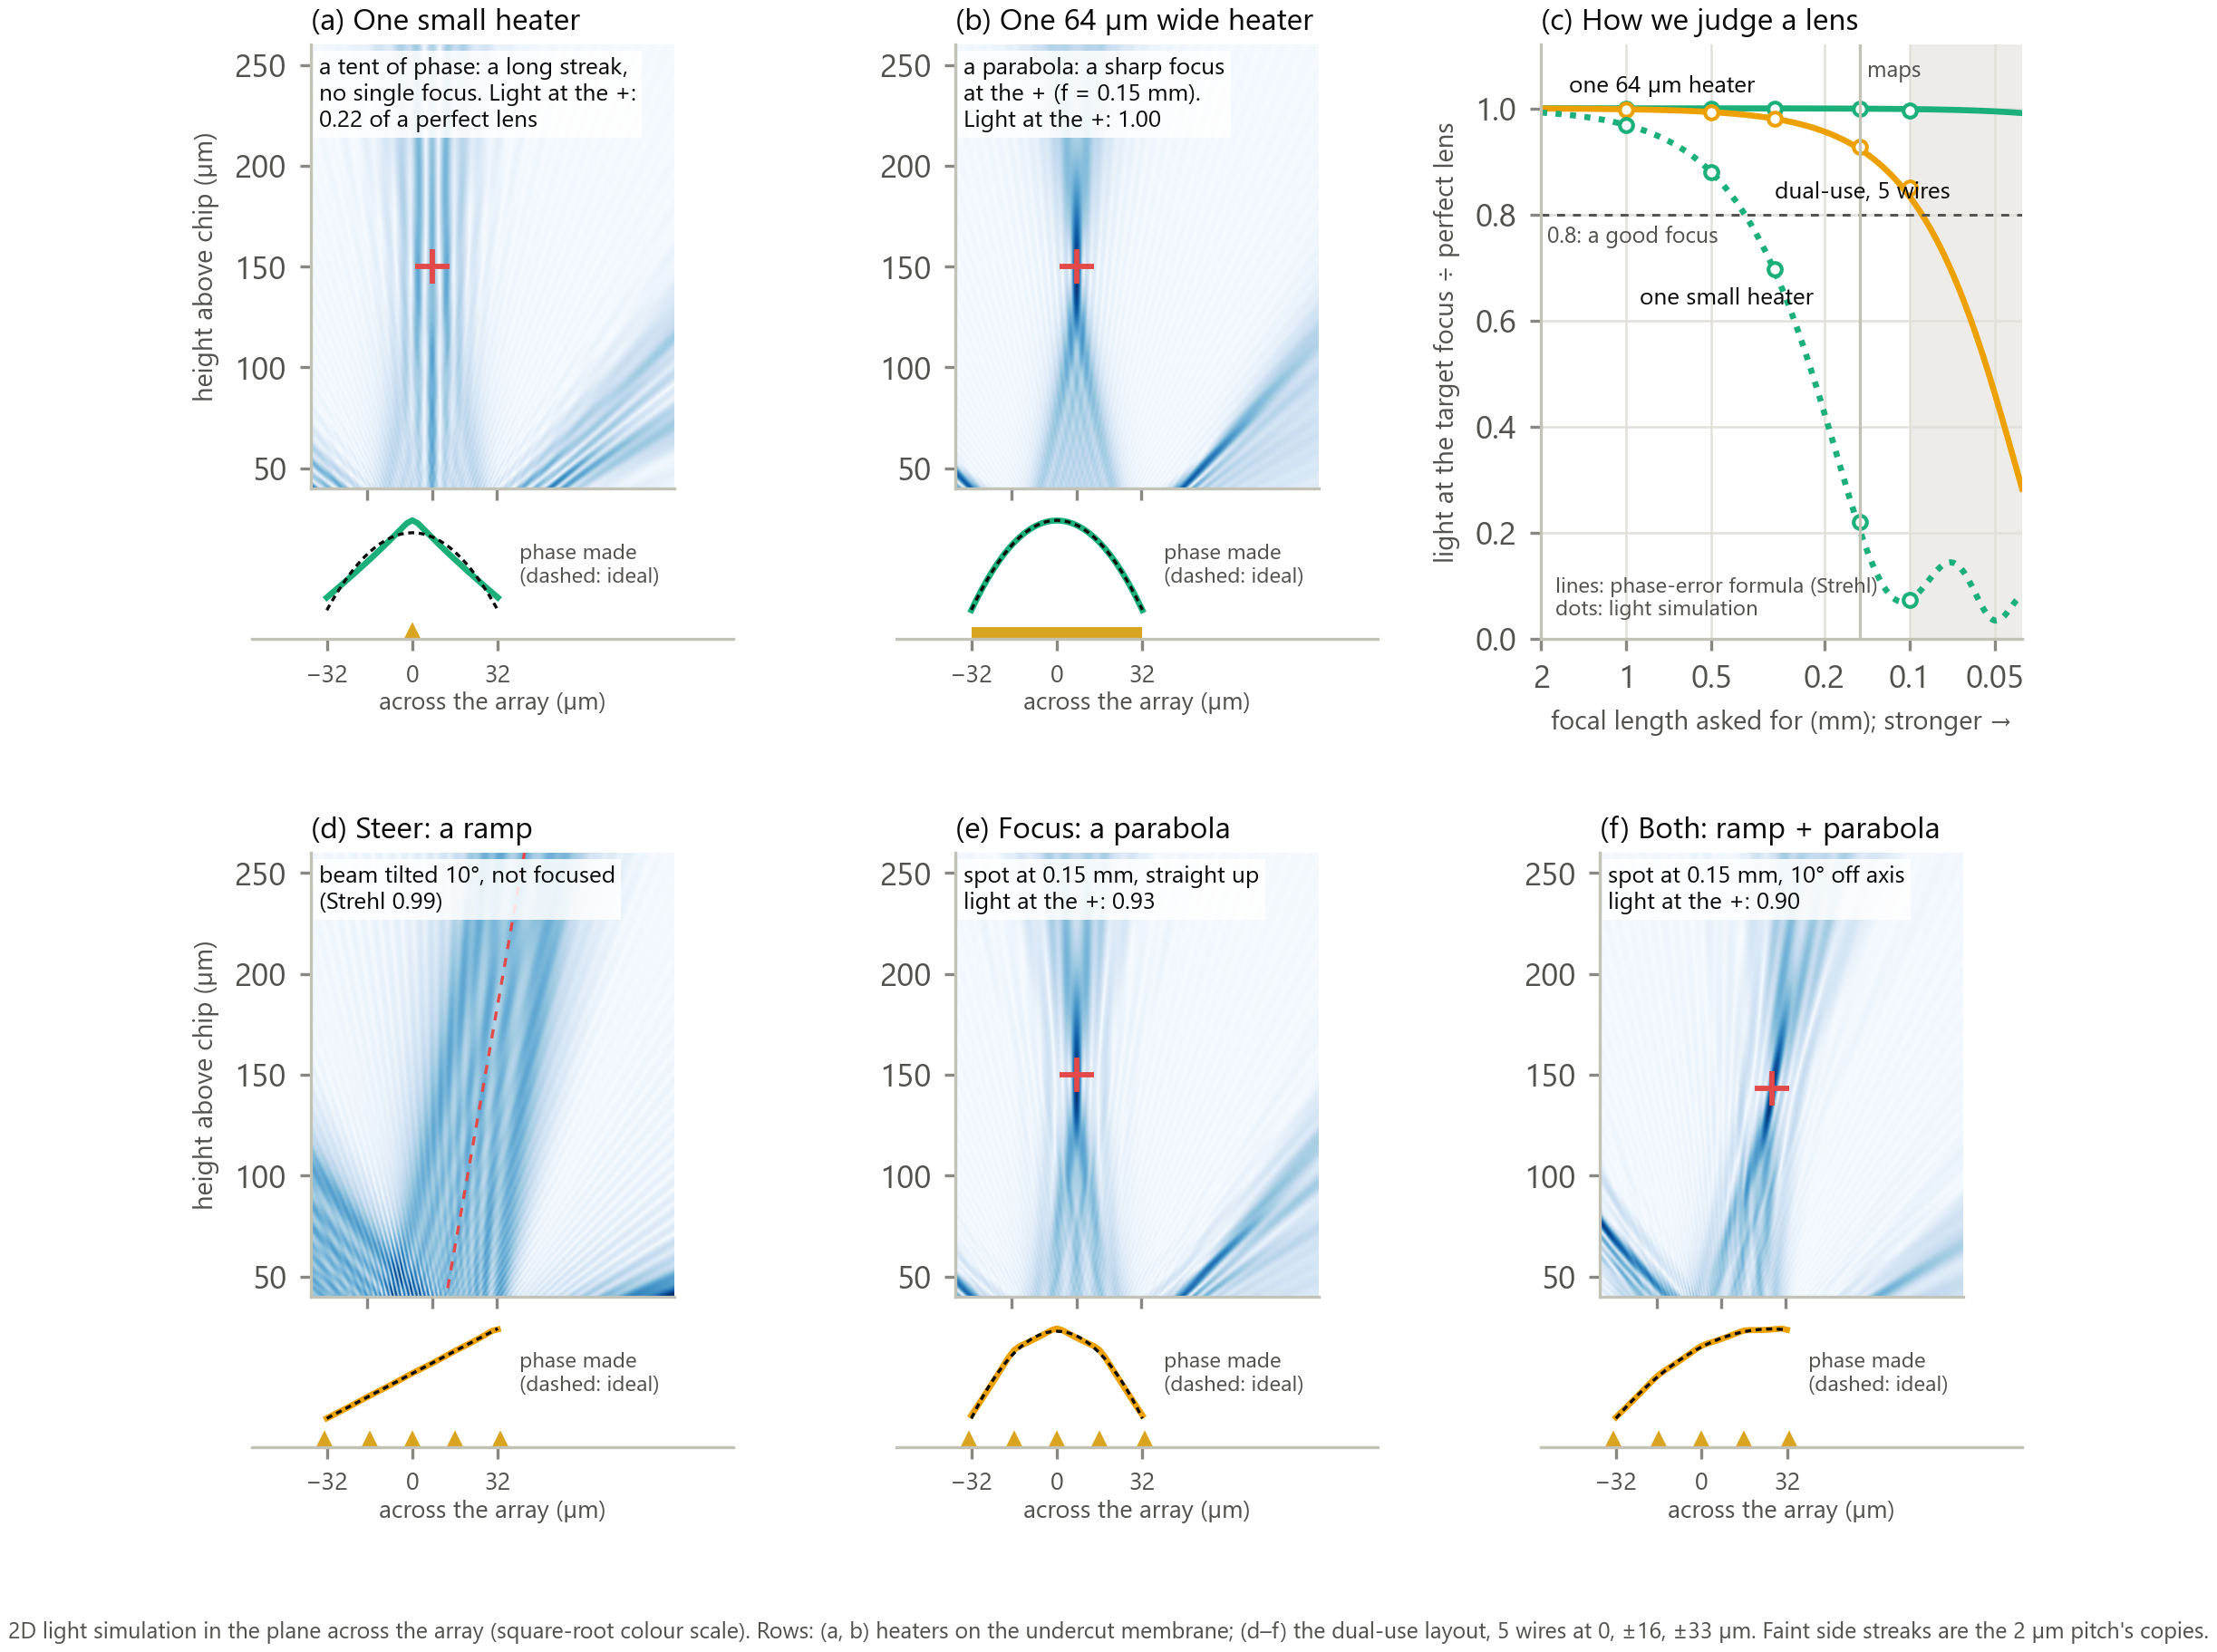 (a) One small heater
a tent of phase: a long streak,
no single focus. Light at the +:
0.22 of a perfect lens
250
200
150
100
50
height above chip (µm)
phase made
(dashed: ideal)
−32 0 32
across the array (µm)
(b) One 64 µm wide heater
a parabola: a sharp focus
at the + (f = 0.15 mm).
Light at the +: 1.00
250
200
150
100
50
phase made
(dashed: ideal)
−32 0 32
across the array (µm)
(c) How we judge a lens
maps
one 64 µm heater
dual-use, 5 wires
0.8: a good focus
one small heater
lines: phase-error formula (Strehl)
dots: light simulation
1.0
0.8
0.6
0.4
0.2
0.0
light at the target focus ÷ perfect lens
2 1 0.5 0.2 0.1 0.05
focal length asked for (mm); stronger →
(d) Steer: a ramp
beam tilted 10°, not focused
(Strehl 0.99)
250
200
150
100
50
height above chip (µm)
phase made
(dashed: ideal)
−32 0 32
across the array (µm)
(e) Focus: a parabola
spot at 0.15 mm, straight up
light at the +: 0.93
250
200
150
100
50
phase made
(dashed: ideal)
−32 0 32
across the array (µm)
(f) Both: ramp + parabola
spot at 0.15 mm, 10° off axis
light at the +: 0.90
250
200
150
100
50
phase made
(dashed: ideal)
−32 0 32
across the array (µm)
2D light simulation in the plane across the array (square-root colour scale). Rows: (a, b) heaters on the undercut membrane; (d–f) the dual-use layout, 5 wires at 0, ±16, ±33 µm. Faint side streaks are the 2 µm pitch's copies.